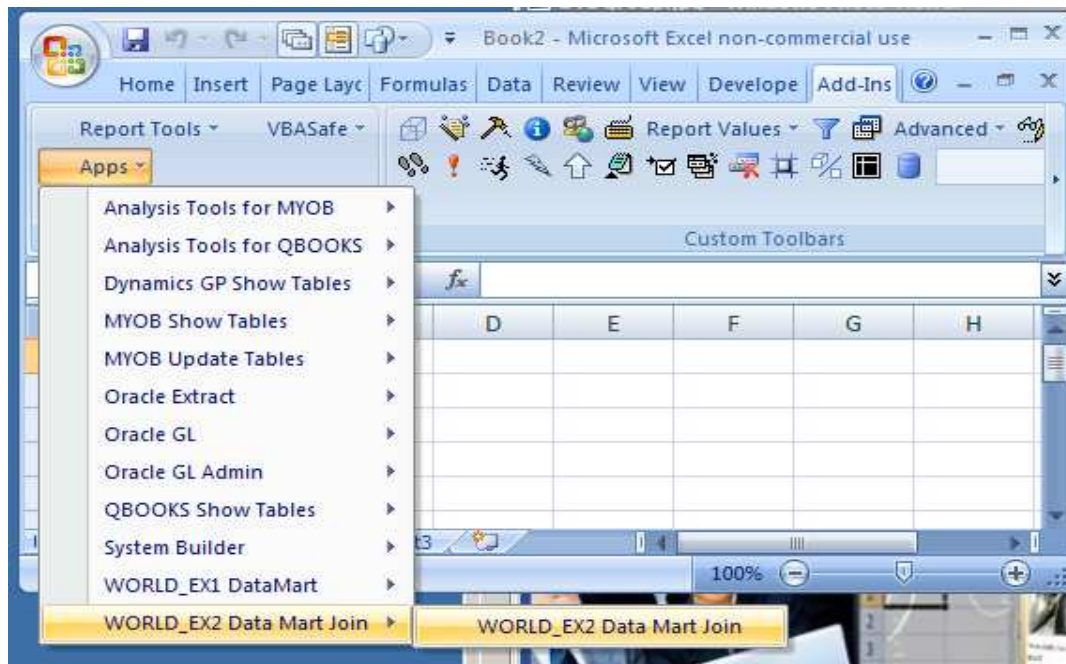 Book2 - Microsoft Excel non-commercial use
Home Insert Page Layc Formulas Data Review View Develope Add-Ins
Report Tools VBASafe Report Values Advanced
Apps
Custom Toolbars
Analysis Tools for MYOB
Analysis Tools for QBOOKS
Dynamics GP Show Tables
MYOB Show Tables
MYOB Update Tables
Oracle Extract
Oracle GL
Oracle GL Admin
QBOOKS Show Tables
System Builder
WORLD_EX1 DataMart
WORLD_EX2 Data Mart Join
WORLD_EX2 Data Mart Join
fx
D E F G H
t3
100%